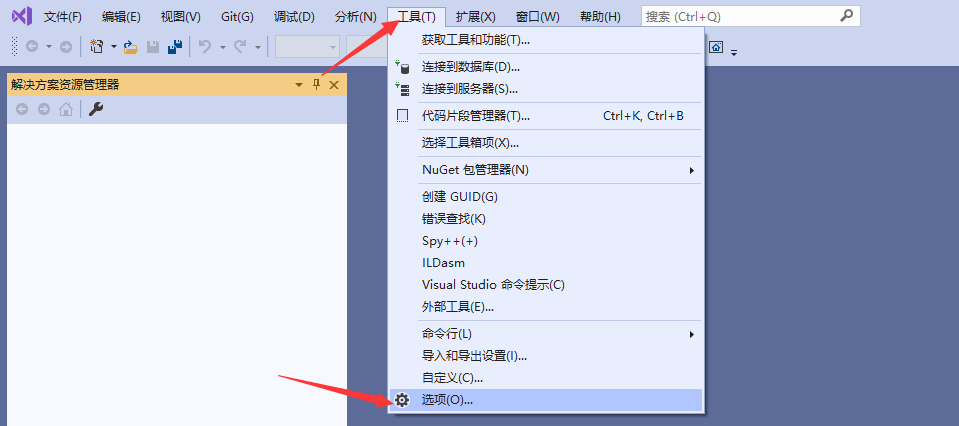 文件(F) 编辑(E) 视图(V) Git(G) 调试(D) 分析(N) 工具(T) 扩展(X) 窗口(W) 帮助(H) 搜索 (Ctrl+Q)
解决方案资源管理器
获取工具和功能(T)...
连接到数据库(D)...
连接到服务器(S)...
代码片段管理器(T)... Ctrl+K, Ctrl+B
选择工具箱项(X)...
NuGet 包管理器(N)
创建 GUID(G)
错误查找(K)
Spy++(+)
ILDasm
Visual Studio 命令提示(C)
外部工具(E)...
命令行(L)
导入和导出设置(I)...
自定义(C)...
选项(O)...